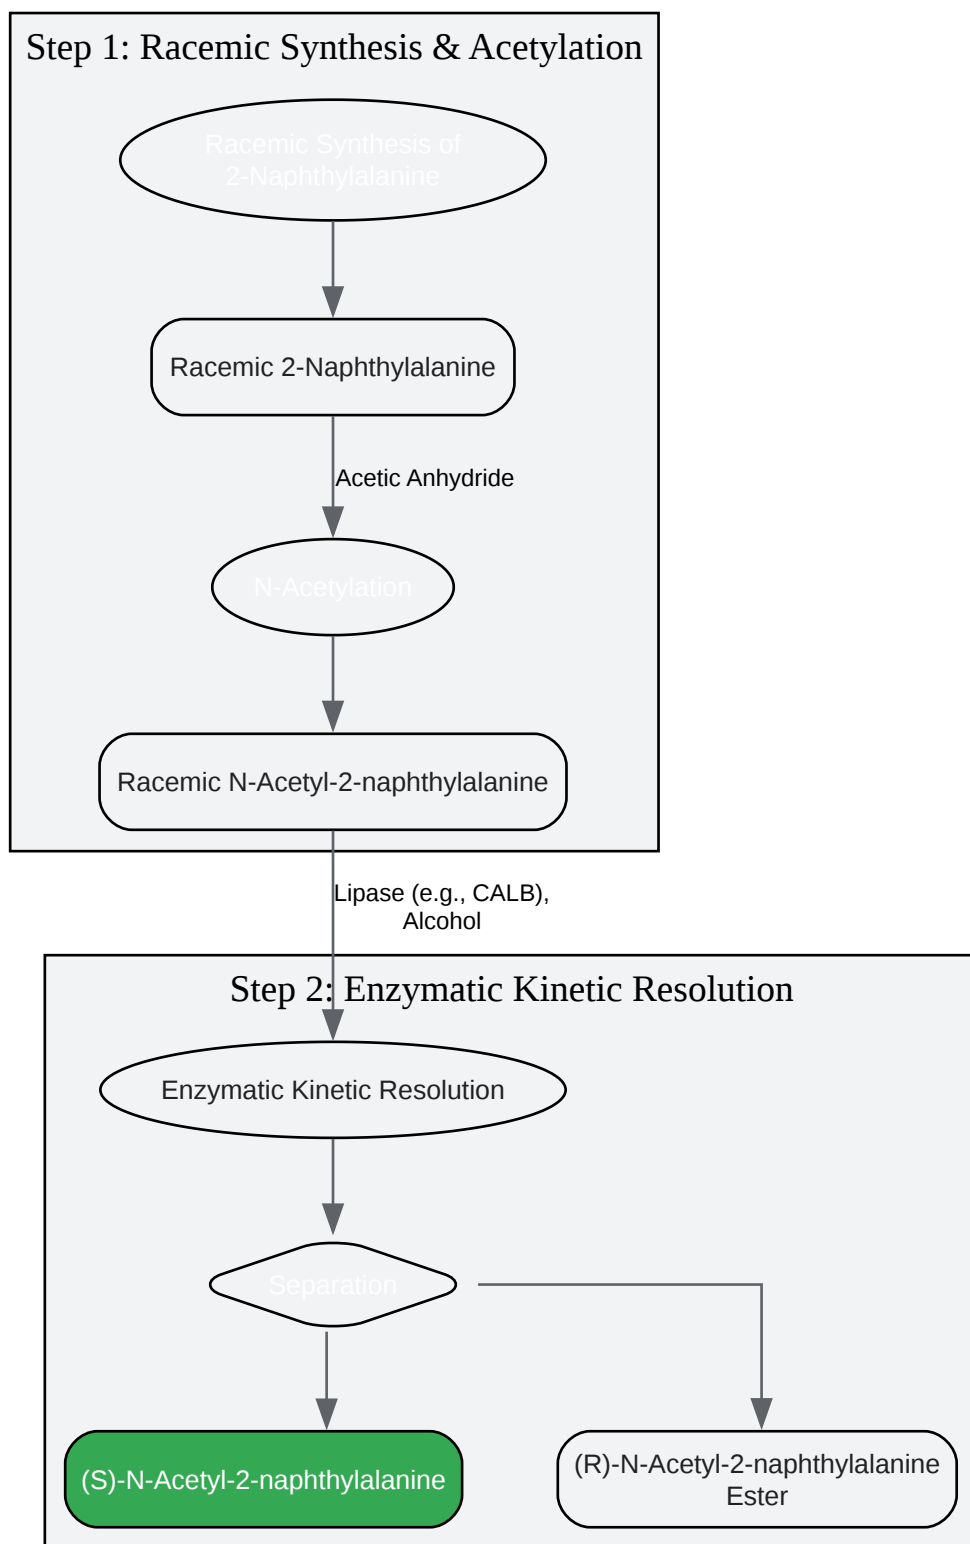 Step 1: Racemic Synthesis & Acetylation
Racemic Synthesis of
2-Naphthylalanine
Racemic 2-Naphthylalanine
Acetic Anhydride
N-Acetylation
Racemic N-Acetyl-2-naphthylalanine
Lipase (e.g., CALB),
Alcohol
Step 2: Enzymatic Kinetic Resolution
Enzymatic Kinetic Resolution
Separation
(S)-N-Acetyl-2-naphthylalanine
(R)-N-Acetyl-2-naphthylalanine
Ester